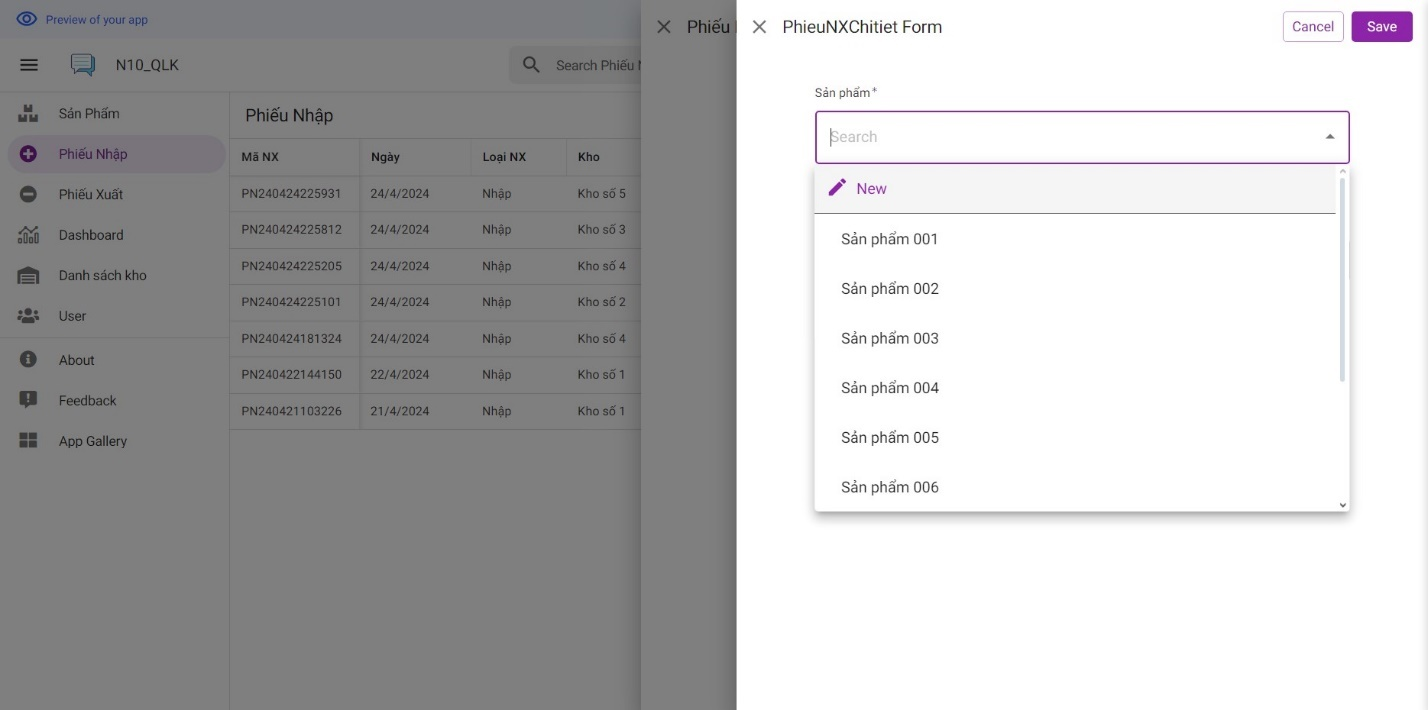 Preview of your app
N10_QLK
Search Phiếu
Sản Phẩm
Phiếu Nhập
Phiếu Xuất
Dashboard
Danh sách kho
User
About
Feedback
App Gallery
Phiếu Nhập
Mã NX Ngày Loại NX Kho
PN240424225931 24/4/2024 Nhập Kho số 5
PN240424225812 24/4/2024 Nhập Kho số 3
PN240424225205 24/4/2024 Nhập Kho số 4
PN240424225101 24/4/2024 Nhập Kho số 2
PN240424181324 24/4/2024 Nhập Kho số 4
PN240422144150 22/4/2024 Nhập Kho số 1
PN240421103226 21/4/2024 Nhập Kho số 1
Phiếu
PhieuNXChitiet Form
Cancel
Save
Sản phẩm*
Search
New
Sản phẩm 001
Sản phẩm 002
Sản phẩm 003
Sản phẩm 004
Sản phẩm 005
Sản phẩm 006